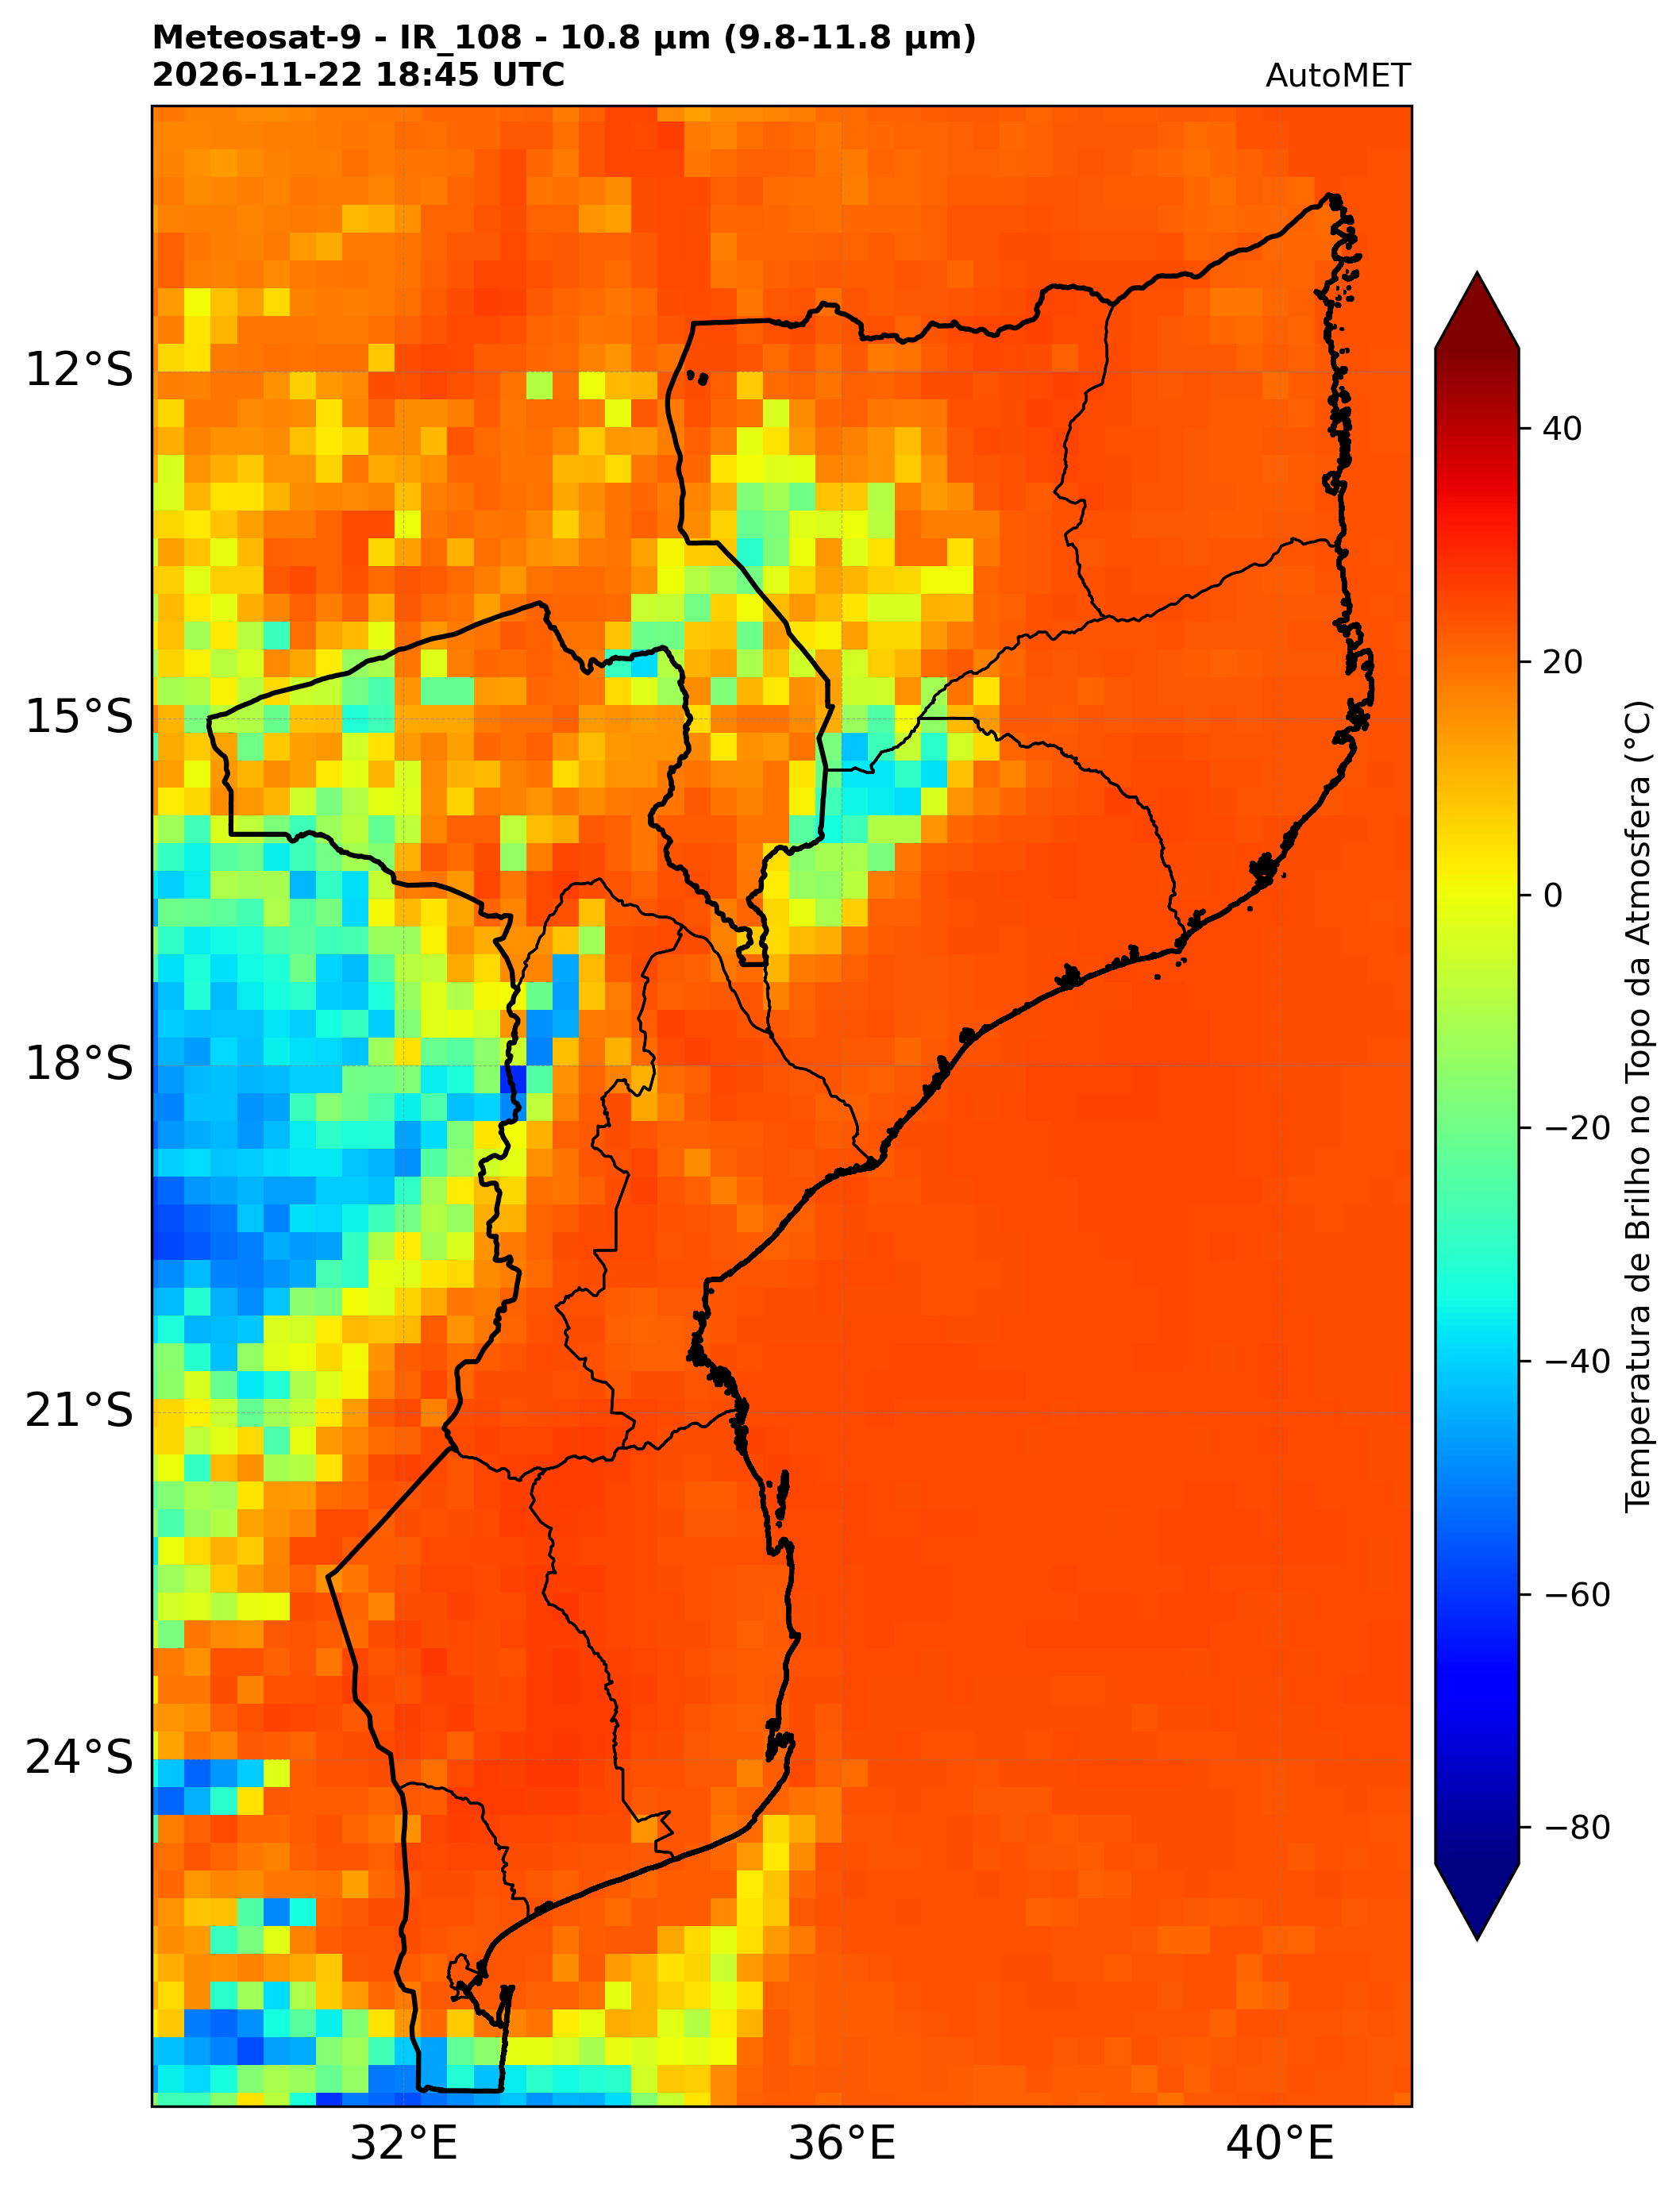 Meteosat-9 - IR_108 - 10.8 µm (9.8-11.8 µm)
2026-11-22 18:45 UTC
AutoMET
12°S
15°S
18°S
21°S
24°S
32°E
36°E
40°E
40
20
0
−20
−40
−60
−80
Temperatura de Brilho no Topo da Atmosfera (°C)